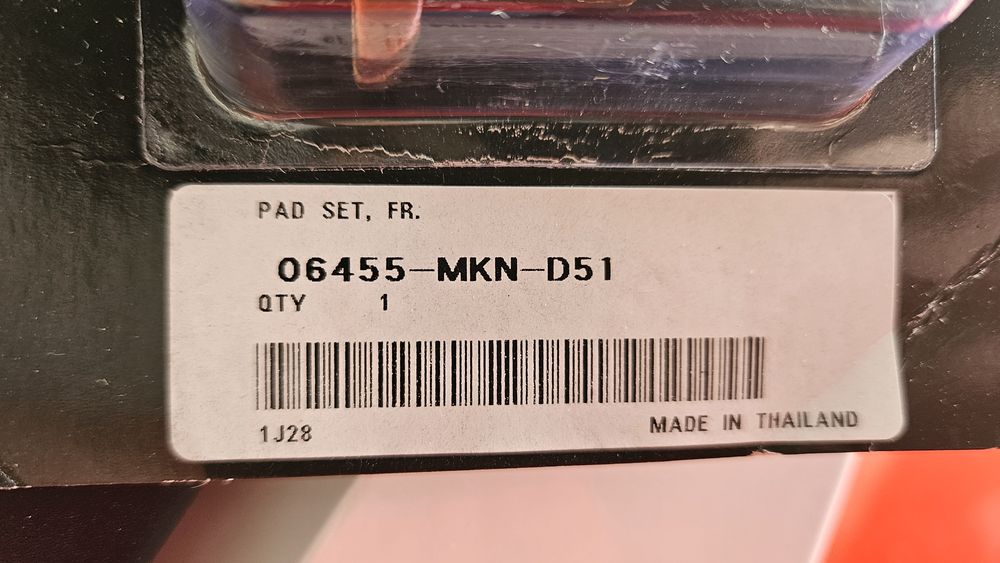 PAD SET, FR.
06455-MKN-D51
QTY 1
1J28
MADE IN THAILAND